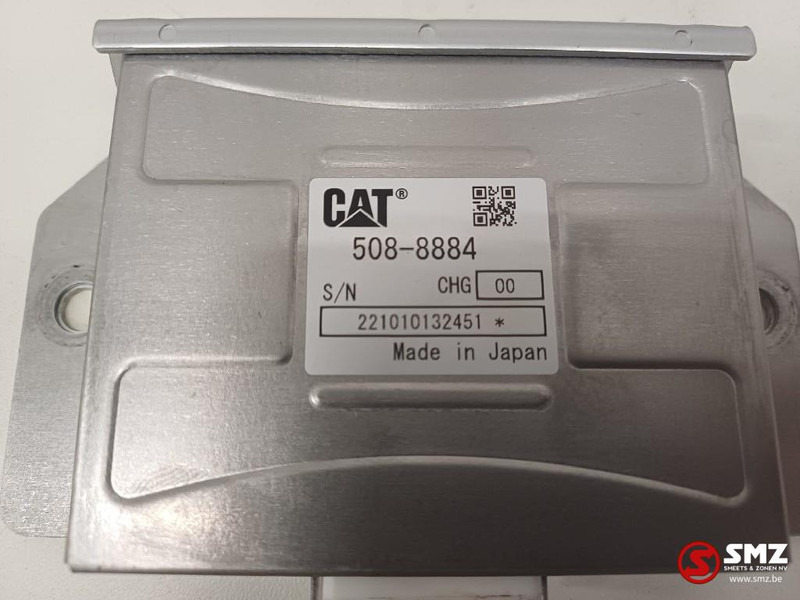 CAT®
508-8884
S/N CHG 00
221010132451 *
Made in Japan
SMZ
SMEETS & ZONEN NV
www.smz.be